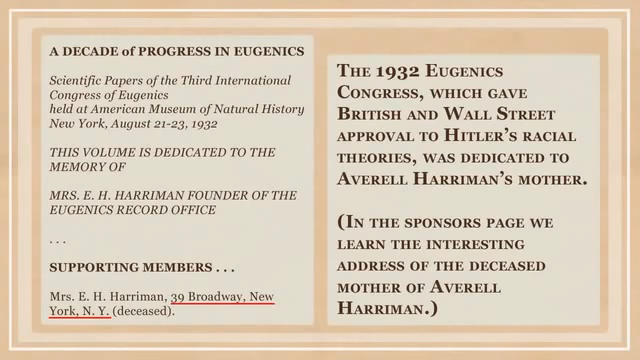 A DECADE of PROGRESS IN EUGENICS
Scientific Papers of the Third International
Congress of Eugenics
held at American Museum of Natural History
New York, August 21-23, 1932
THIS VOLUME IS DEDICATED TO THE
MEMORY OF
MRS. E. H. HARRIMAN FOUNDER OF THE
EUGENICS RECORD OFFICE
. . .
SUPPORTING MEMBERS . . .
Mrs. E. H. Harriman, 39 Broadway, New
York, N. Y. (deceased).
The 1932 Eugenics
Congress, which gave
British and Wall Street
approval to Hitler's racial
theories, was dedicated to
Averell Harriman's mother.
(In the sponsors page we
learn the interesting
address of the deceased
mother of Averell
Harriman.)